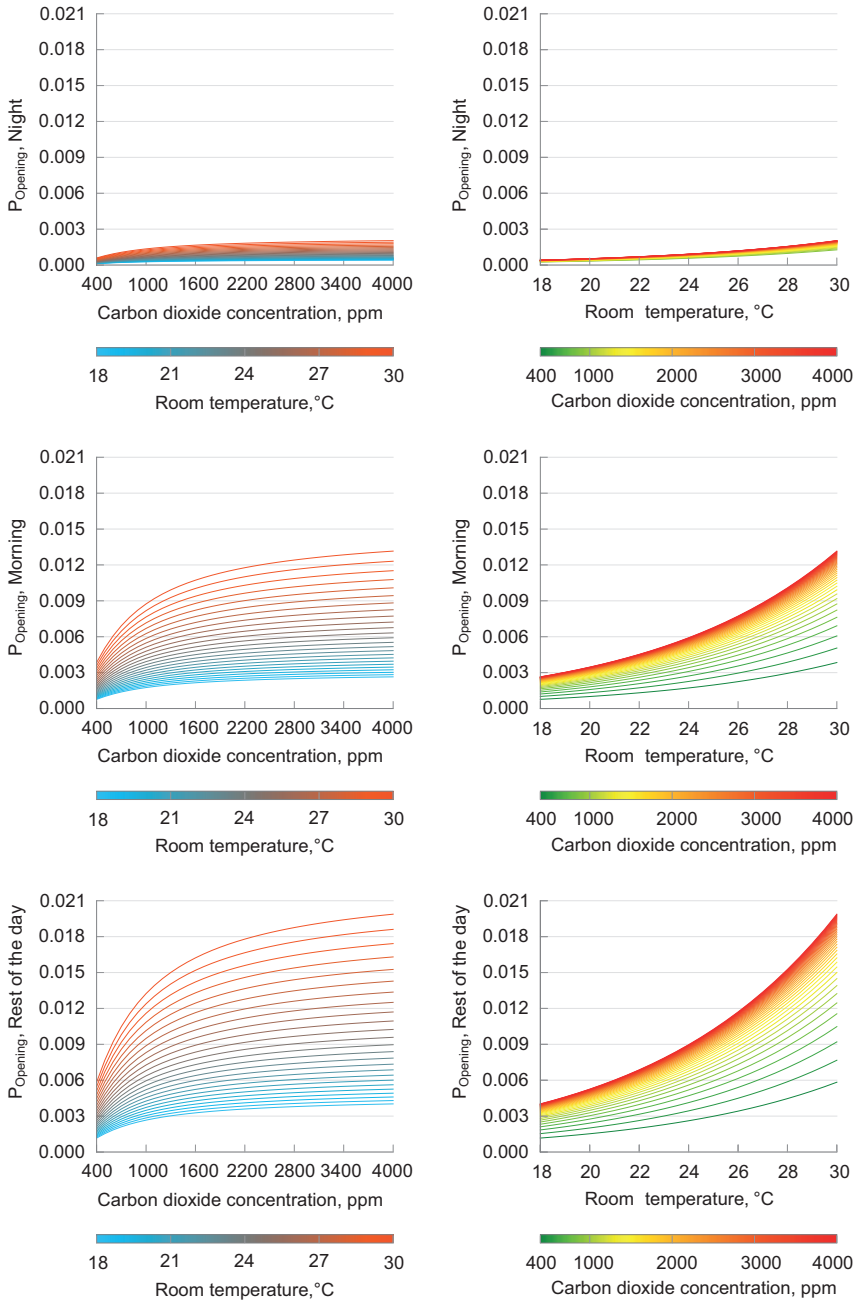 P_Opening, Night
0.021
0.018
0.015
0.012
0.009
0.006
0.003
0.000
400 1000 1600 2200 2800 3400 4000
Carbon dioxide concentration, ppm
18 21 24 27 30
Room temperature,°C
P_Opening, Night
0.021
0.018
0.015
0.012
0.009
0.006
0.003
0.000
18 20 22 24 26 28 30
Room temperature, °C
400 1000 2000 3000 4000
Carbon dioxide concentration, ppm
P_Opening, Morning
0.021
0.018
0.015
0.012
0.009
0.006
0.003
0.000
400 1000 1600 2200 2800 3400 4000
Carbon dioxide concentration, ppm
18 21 24 27 30
Room temperature,°C
P_Opening, Morning
0.021
0.018
0.015
0.012
0.009
0.006
0.003
0.000
18 20 22 24 26 28 30
Room temperature, °C
400 1000 2000 3000 4000
Carbon dioxide concentration, ppm
P_Opening, Rest of the day
0.021
0.018
0.015
0.012
0.009
0.006
0.003
0.000
400 1000 1600 2200 2800 3400 4000
Carbon dioxide concentration, ppm
18 21 24 27 30
Room temperature,°C
P_Opening, Rest of the day
0.021
0.018
0.015
0.012
0.009
0.006
0.003
0.000
18 20 22 24 26 28 30
Room temperature, °C
400 1000 2000 3000 4000
Carbon dioxide concentration, ppm